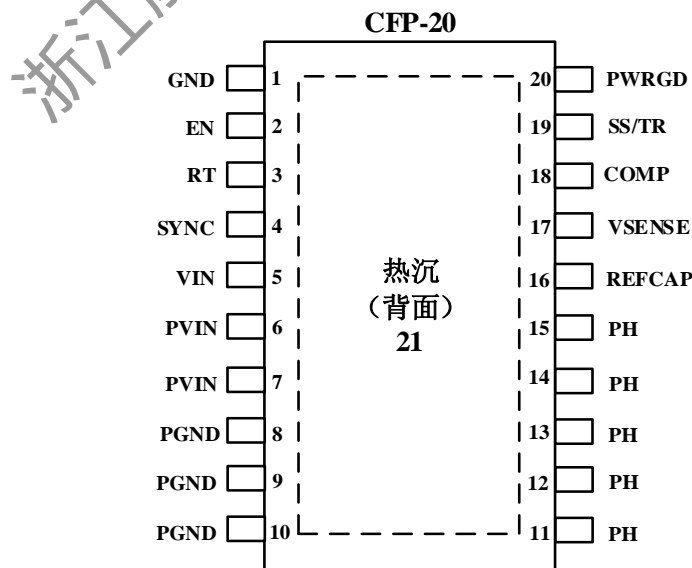 CFP-20
GND 1
EN 2
RT 3
SYNC 4
VIN 5
PVIN 6
PVIN 7
PGND 8
PGND 9
PGND 10
热沉
（背面）
21
20 PWRGD
19 SS/TR
18 COMP
17 VSENSE
16 REFCAP
15 PH
14 PH
13 PH
12 PH
11 PH
浙江